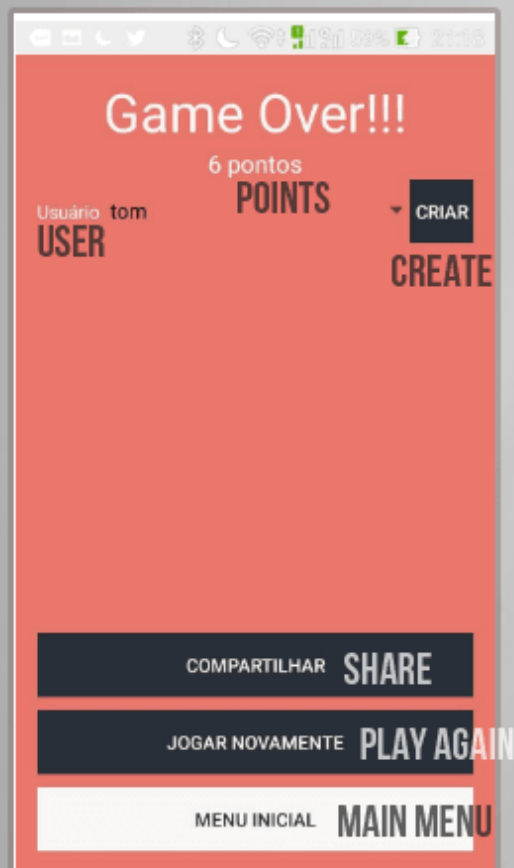 Game Over!!!
6 pontos
POINTS
Usuário tom
CRIAR
USER
CREATE
COMPARTILHAR SHARE
JOGAR NOVAMENTE PLAY AGAIN
MENU INICIAL MAIN MENU